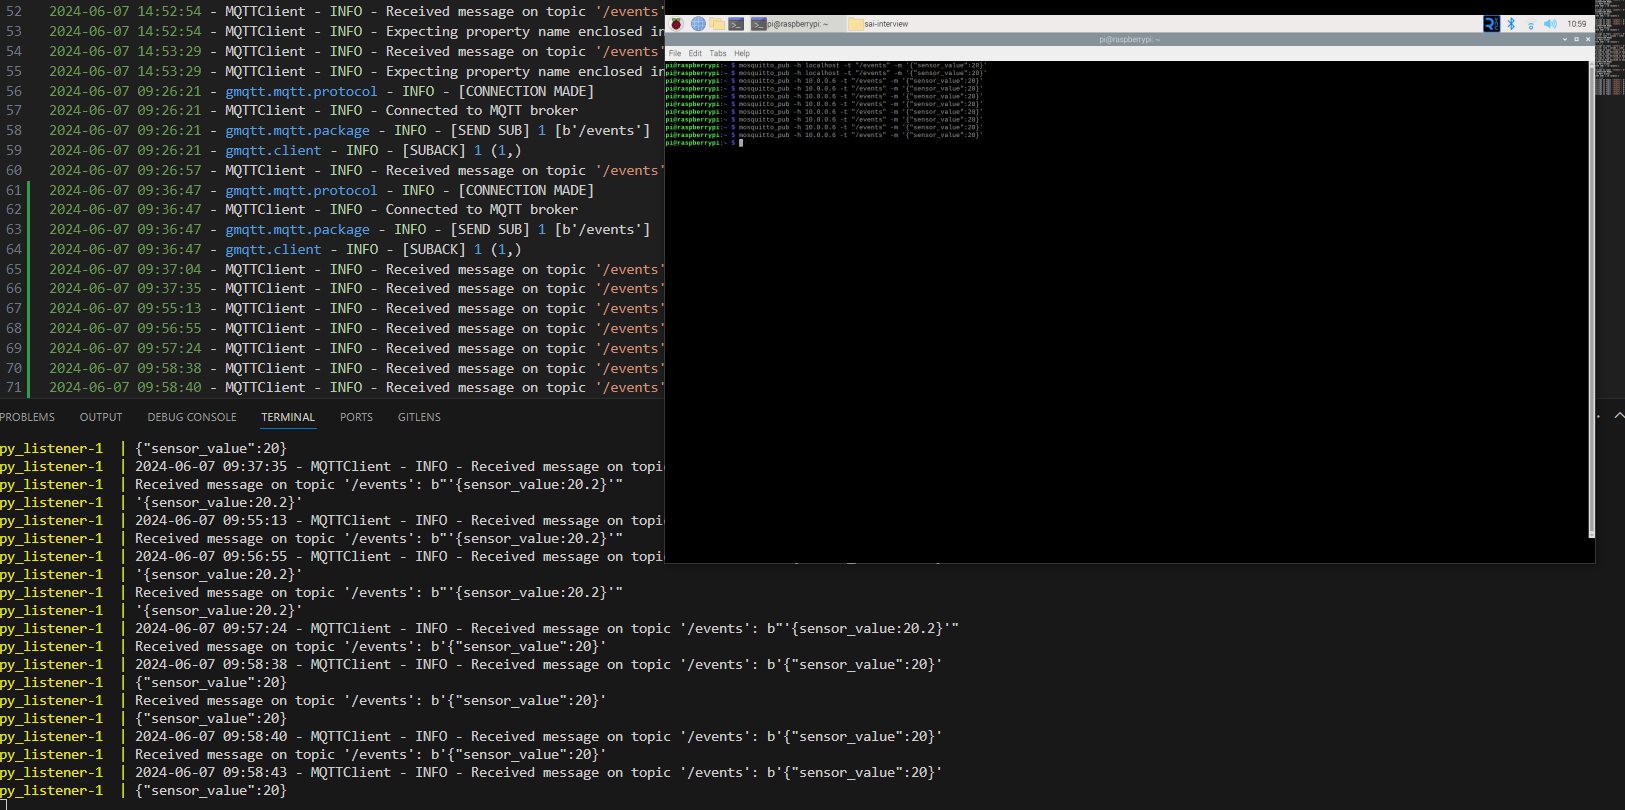 52 2024-06-07 14:52:54 - MQTTClient - INFO - Received message on topic '/events'
53 2024-06-07 14:52:54 - MQTTClient - INFO - Expecting property name enclosed in
54 2024-06-07 14:53:29 - MQTTClient - INFO - Received message on topic '/events'
55 2024-06-07 14:53:29 - MQTTClient - INFO - Expecting property name enclosed in
56 2024-06-07 09:26:21 - gmqtt.mqtt.protocol - INFO - [CONNECTION MADE]
57 2024-06-07 09:26:21 - MQTTClient - INFO - Connected to MQTT broker
58 2024-06-07 09:26:21 - gmqtt.mqtt.package - INFO - [SEND SUB] 1 [b'/events']
59 2024-06-07 09:26:21 - gmqtt.client - INFO - [SUBACK] 1 (1,)
60 2024-06-07 09:26:57 - MQTTClient - INFO - Received message on topic '/events'
61 2024-06-07 09:36:47 - gmqtt.mqtt.protocol - INFO - [CONNECTION MADE]
62 2024-06-07 09:36:47 - MQTTClient - INFO - Connected to MQTT broker
63 2024-06-07 09:36:47 - gmqtt.mqtt.package - INFO - [SEND SUB] 1 [b'/events']
64 2024-06-07 09:36:47 - gmqtt.client - INFO - [SUBACK] 1 (1,)
65 2024-06-07 09:37:04 - MQTTClient - INFO - Received message on topic '/events'
66 2024-06-07 09:37:35 - MQTTClient - INFO - Received message on topic '/events'
67 2024-06-07 09:55:13 - MQTTClient - INFO - Received message on topic '/events'
68 2024-06-07 09:56:55 - MQTTClient - INFO - Received message on topic '/events'
69 2024-06-07 09:57:24 - MQTTClient - INFO - Received message on topic '/events'
70 2024-06-07 09:58:38 - MQTTClient - INFO - Received message on topic '/events'
71 2024-06-07 09:58:40 - MQTTClient - INFO - Received message on topic '/events'
pi@raspberrypi: ~ sai-interview 10:59
pi@raspberrypi: ~
File Edit Tabs Help
pi@raspberrypi:~ $ mosquitto_pub -h localhost -t "/events" -m '{"sensor_value":20}'
pi@raspberrypi:~ $ mosquitto_pub -h localhost -t "/events" -m '{"sensor_value":20}'
pi@raspberrypi:~ $ mosquitto_pub -h 10.0.0.6 -t "/events" -m '{"sensor_value":20}'
pi@raspberrypi:~ $ mosquitto_pub -h 10.0.0.6 -t "/events" -m '{"sensor_value":20}'
pi@raspberrypi:~ $ mosquitto_pub -h 10.0.0.6 -t "/events" -m '{"sensor_value":20}'
pi@raspberrypi:~ $ mosquitto_pub -h 10.0.0.6 -t "/events" -m '{"sensor_value":20}'
pi@raspberrypi:~ $ mosquitto_pub -h 10.0.0.6 -t "/events" -m '{"sensor_value":20}'
pi@raspberrypi:~ $ mosquitto_pub -h 10.0.0.6 -t "/events" -m '{"sensor_value":20}'
pi@raspberrypi:~ $ mosquitto_pub -h 10.0.0.6 -t "/events" -m '{"sensor_value":20}
pi@raspberrypi:~ $ mosquitto_pub -h 10.0.0.6 -t "/events" -m '{"sensor_value":20}'
pi@raspberrypi:~ $
PROBLEMS OUTPUT DEBUG CONSOLE TERMINAL PORTS GITLENS
py_listener-1 | {"sensor_value":20}
py_listener-1 | 2024-06-07 09:37:35 - MQTTClient - INFO - Received message on topi
py_listener-1 | Received message on topic '/events': b"'{sensor_value:20.2}'"
py_listener-1 | '{sensor_value:20.2}'
py_listener-1 | 2024-06-07 09:55:13 - MQTTClient - INFO - Received message on topi
py_listener-1 | Received message on topic '/events': b"'{sensor_value:20.2}'"
py_listener-1 | 2024-06-07 09:56:55 - MQTTClient - INFO - Received message on topi
py_listener-1 | '{sensor_value:20.2}'
py_listener-1 | Received message on topic '/events': b"'{sensor_value:20.2}'"
py_listener-1 | '{sensor_value:20.2}'
py_listener-1 | 2024-06-07 09:57:24 - MQTTClient - INFO - Received message on topic '/events': b"'{sensor_value:20.2}'"
py_listener-1 | Received message on topic '/events': b'{"sensor_value":20}'
py_listener-1 | 2024-06-07 09:58:38 - MQTTClient - INFO - Received message on topic '/events': b'{"sensor_value":20}'
py_listener-1 | {"sensor_value":20}
py_listener-1 | Received message on topic '/events': b'{"sensor_value":20}'
py_listener-1 | {"sensor_value":20}
py_listener-1 | 2024-06-07 09:58:40 - MQTTClient - INFO - Received message on topic '/events': b'{"sensor_value":20}'
py_listener-1 | Received message on topic '/events': b'{"sensor_value":20}'
py_listener-1 | 2024-06-07 09:58:43 - MQTTClient - INFO - Received message on topic '/events': b'{"sensor_value":20}'
py_listener-1 | {"sensor_value":20}